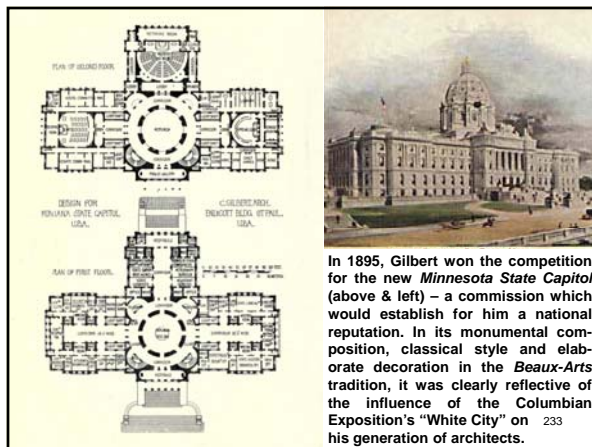 PLAN OF SECOND FLOOR
DESIGN FOR
MONTANA STATE CAPITOL
U.S.A.
C. GILBERT, ARCH.
ENDICOTT BLDG. ST PAUL,
U.S.A.
PLAN OF FIRST FLOOR
In 1895, Gilbert won the competition
for the new Minnesota State Capitol
(above & left) – a commission which
would establish for him a national
reputation. In its monumental com-
position, classical style and elab-
orate decoration in the Beaux-Arts
tradition, it was clearly reflective of
the influence of the Columbian
Exposition’s “White City” on 233
his generation of architects.